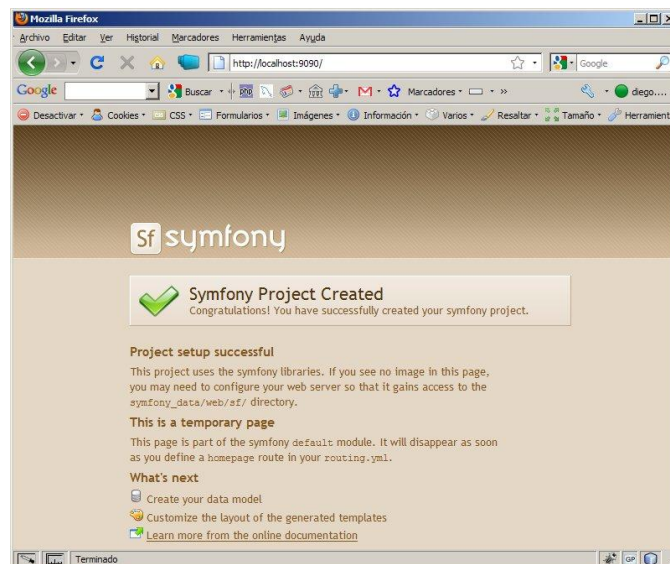 Mozilla Firefox
Archivo Editar Ver Historial Marcadores Herramientas Ayuda
http://localhost:9090/
Google
Google Buscar Marcadores diego....
Desactivar Cookies CSS Formularios Imágenes Información Varios Resaltar Tamaño Herramient
Sf symfony
Symfony Project Created
Congratulations! You have successfully created your symfony project.
Project setup successful
This project uses the symfony libraries. If you see no image in this page,
you may need to configure your web server so that it gains access to the
symfony_data/web/sf/ directory.
This is a temporary page
This page is part of the symfony default module. It will disappear as soon
as you define a homepage route in your routing.yml.
What's next
Create your data model
Customize the layout of the generated templates
Learn more from the online documentation
Terminado
GP